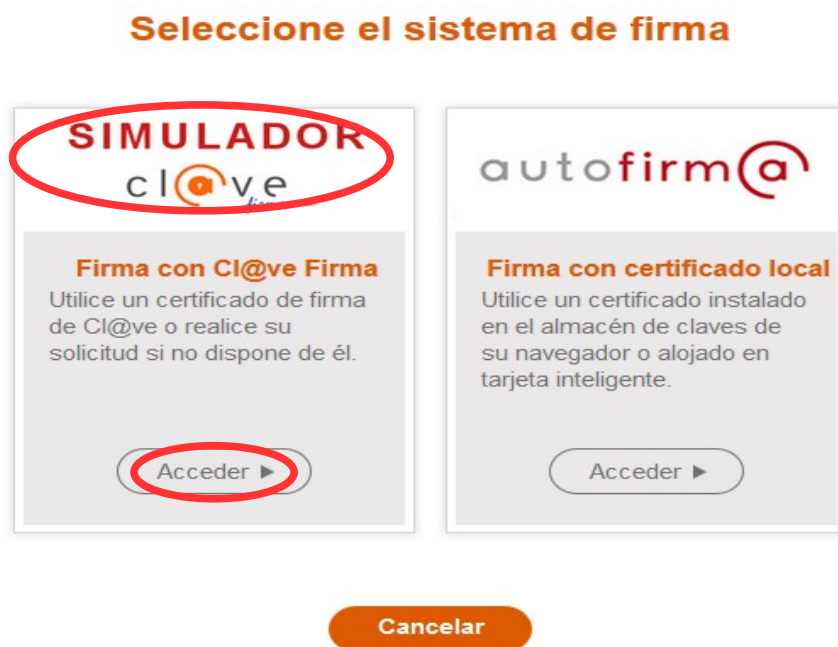 Seleccione el sistema de firma
SIMULADOR
cl@ve
autofirm@
Firma con Cl@ve Firma
Utilice un certificado de firma
de Cl@ve o realice su
solicitud si no dispone de él.
Acceder ►
Firma con certificado local
Utilice un certificado instalado
en el almacén de claves de
su navegador o alojado en
tarjeta inteligente.
Acceder ►
Cancelar